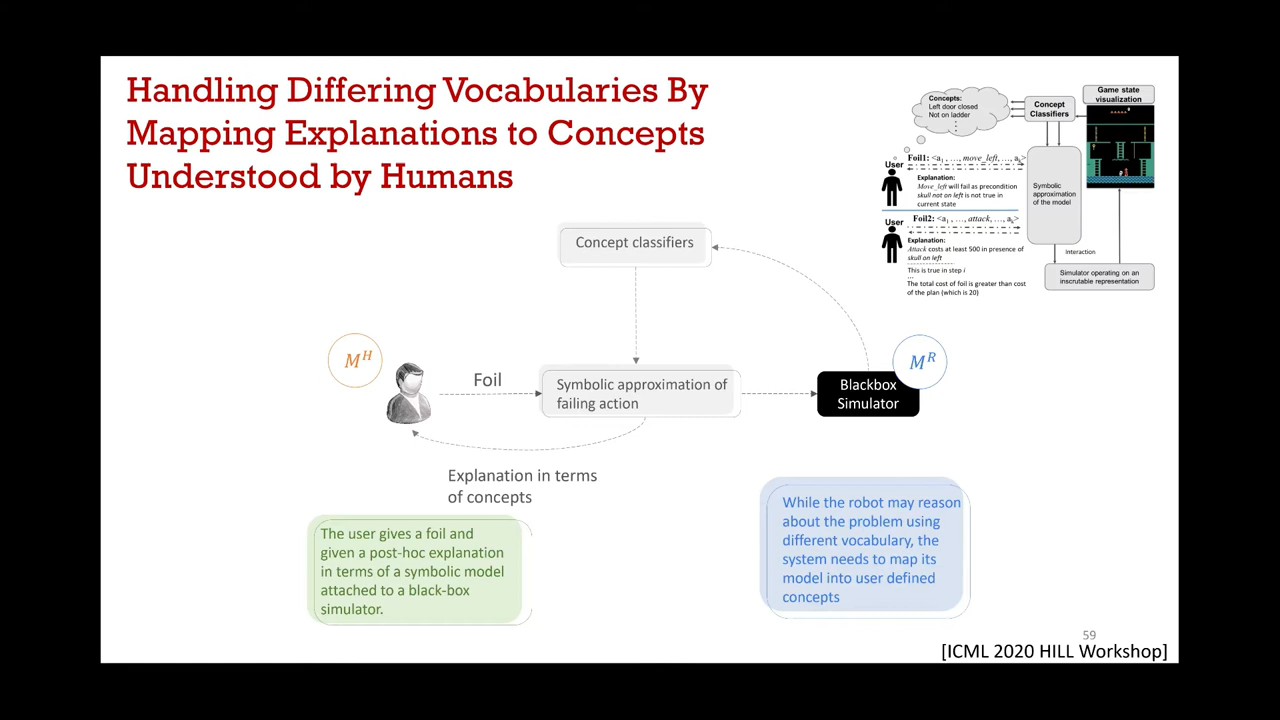 Handling Differing Vocabularies By
Mapping Explanations to Concepts
Understood by Humans
Concepts:
Left door closed
Not on ladder
⋮
Concept
Classifiers
Game state
visualization
User
Foil1: <a1 , …, move_left,…, ak>
Explanation:
Move_left will fail as precondition
skull not on left is not true in
current state
Symbolic
approximation
of the model
User
Foil2: <a1 , …, attack,…, ak>
Explanation:
Attack costs at least 500 in presence of
skull on left
This is true in step i
...
The total cost of foil is greater than cost
of the plan (which is 20)
Interaction
Simulator operating on an
inscrutable representation
Concept classifiers
M^H
Foil
Symbolic approximation of
failing action
M^R
Blackbox
Simulator
Explanation in terms
of concepts
The user gives a foil and
given a post-hoc explanation
in terms of a symbolic model
attached to a black-box
simulator.
While the robot may reason
about the problem using
different vocabulary, the
system needs to map its
model into user defined
concepts
59
[ICML 2020 HILL Workshop]